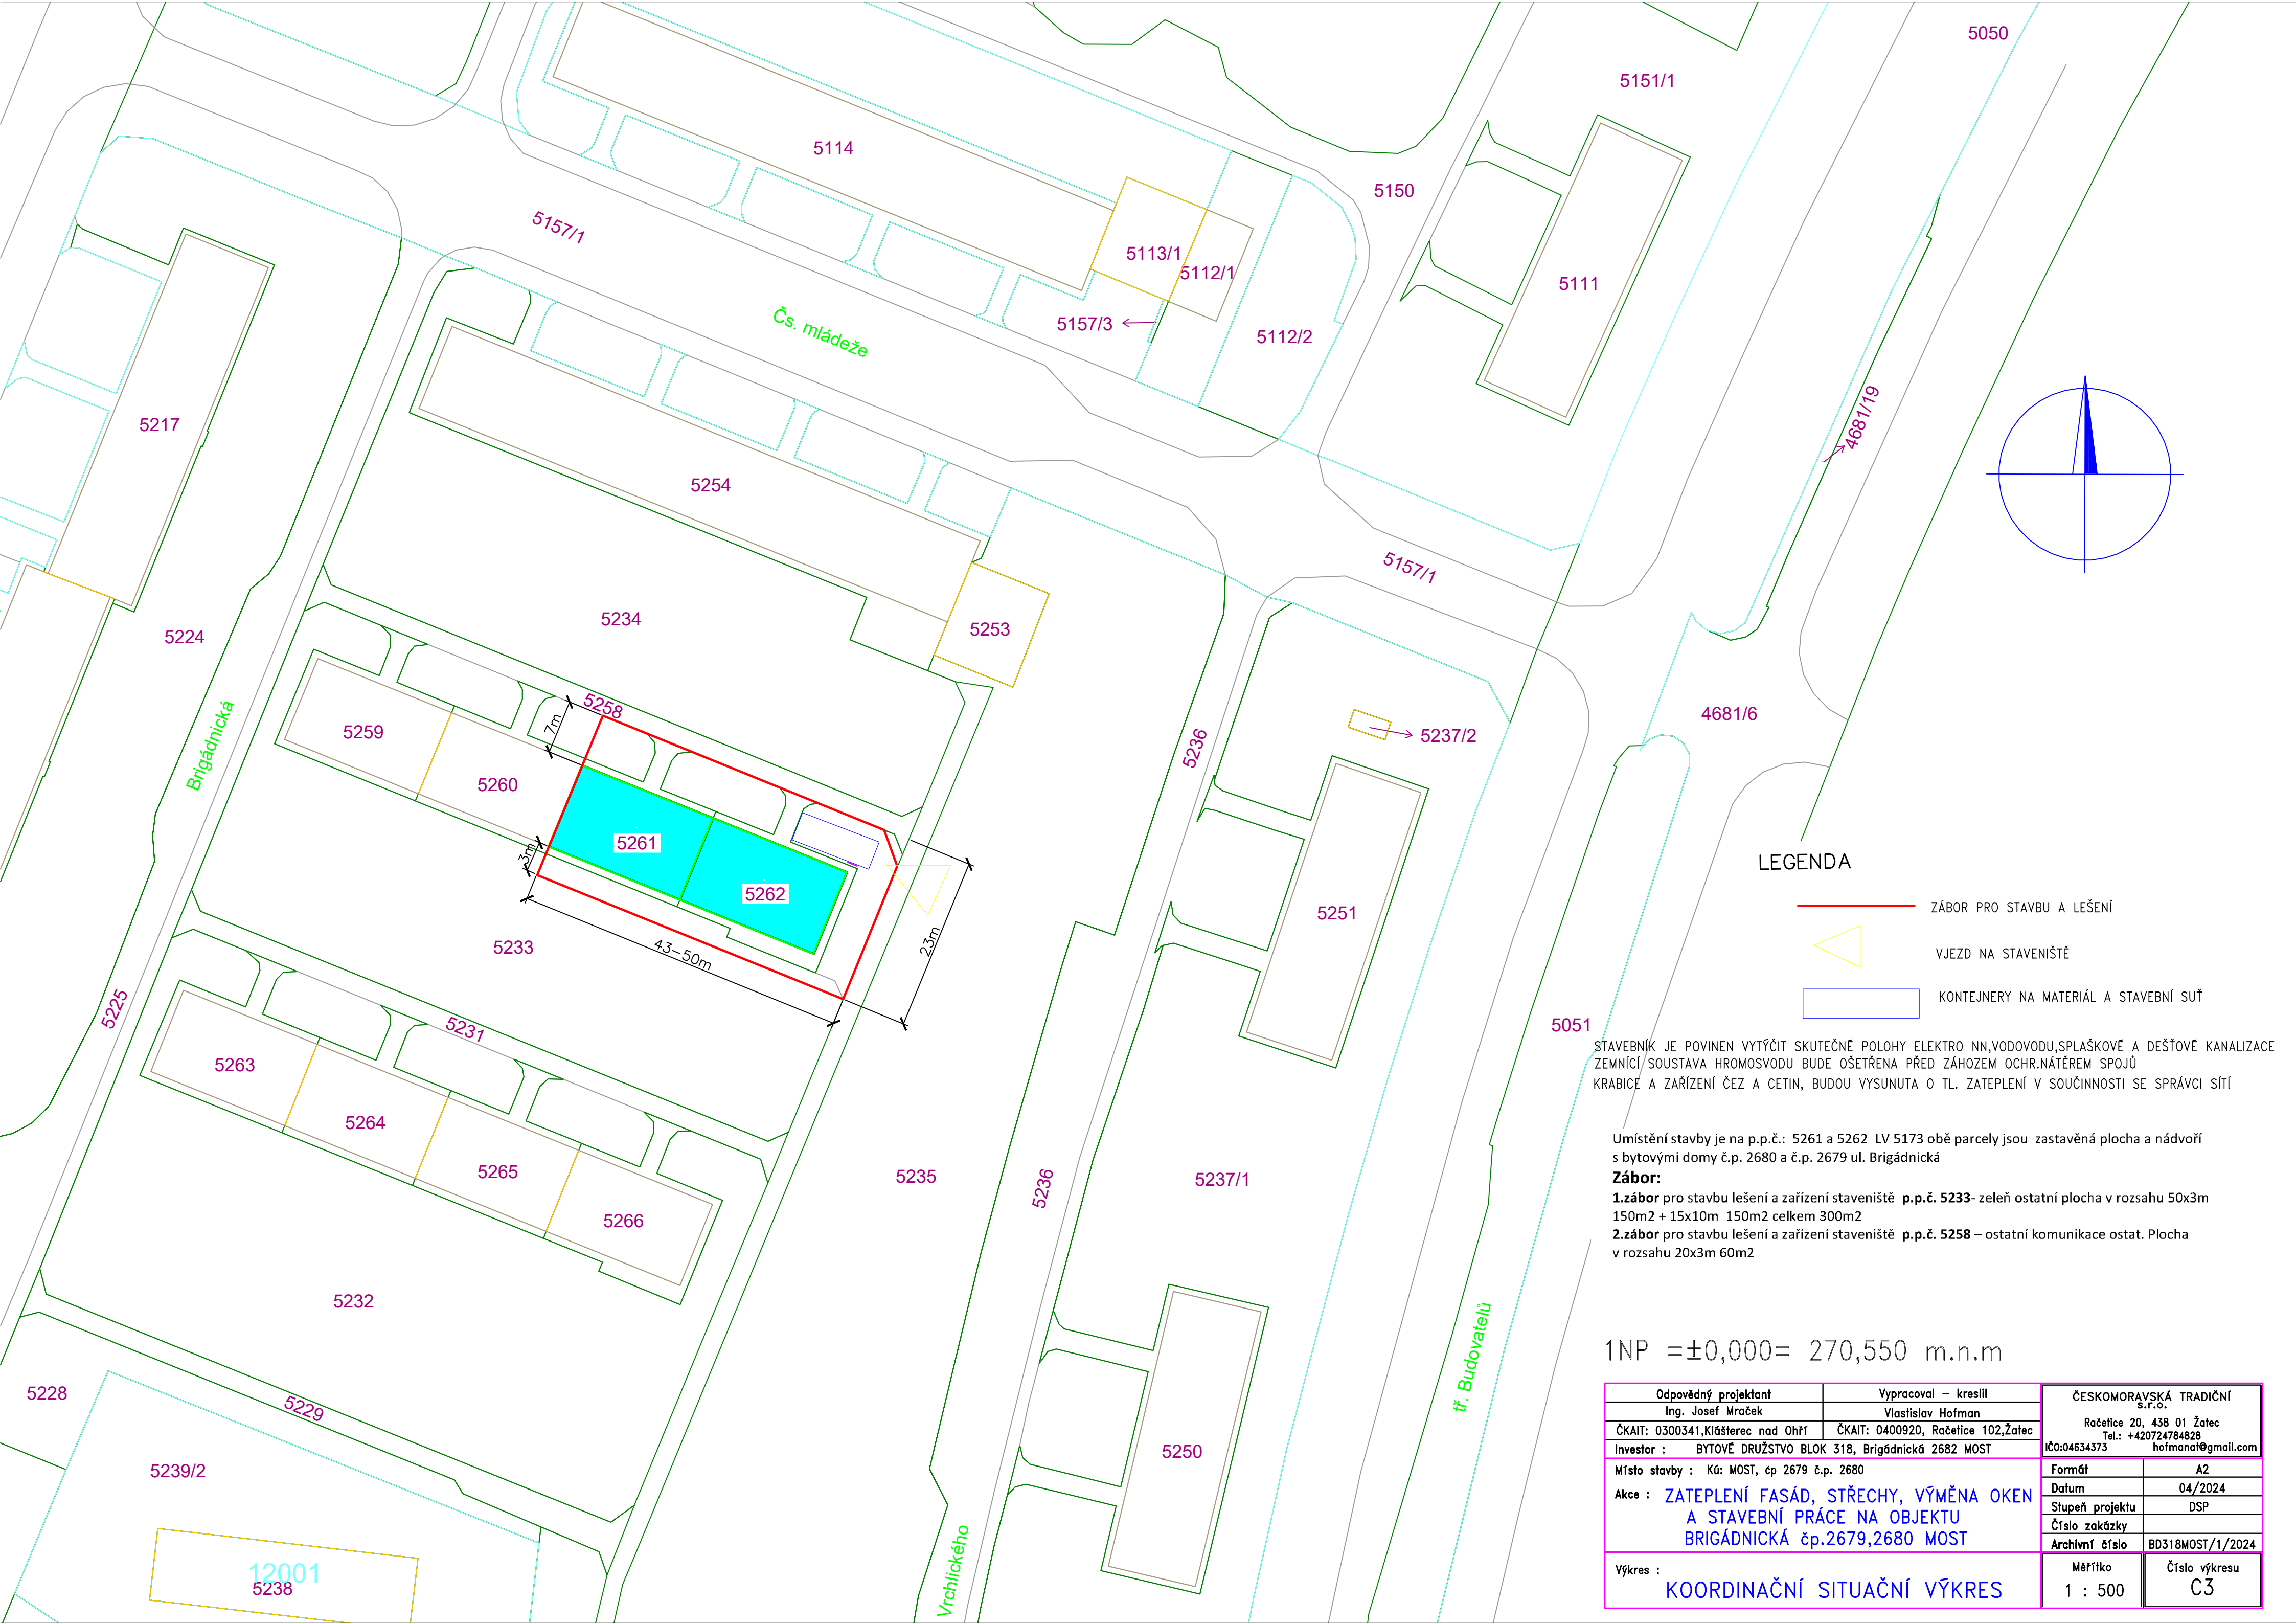 5050
5151/1
5114
5150
5157/1
5113/1
5112/1
5111
5157/3
5112/2
Čs. mládeže
4681/19
5217
5254
5157/1
5234
5253
5224
5258
7m
5259
Brigádnická
5236
5237/2
4681/6
5260
5261
3m
5262
5251
23m
43-50m
5233
5225
5231
5263
5264
5265
5266
5235
5236
5237/1
5051
5232
5228
5229
5239/2
12001
5238
5250
tř. Budovatelů
Vrchlického
LEGENDA
ZÁBOR PRO STAVBU A LEŠENÍ
VJEZD NA STAVENIŠTĚ
KONTEJNERY NA MATERIÁL A STAVEBNÍ SUŤ
STAVEBNÍK JE POVINEN VYTÝČIT SKUTEČNÉ POLOHY ELEKTRO NN,VODOVODU,SPLAŠKOVÉ A DEŠŤOVÉ KANALIZACE
ZEMNÍCÍ SOUSTAVA HROMOSVODU BUDE OŠETŘENA PŘED ZÁHOZEM OCHR.NÁTĚREM SPOJŮ
KRABICE A ZAŘÍZENÍ ČEZ A CETIN, BUDOU VYSUNUTA O TL. ZATEPLENÍ V SOUČINNOSTI SE SPRÁVCI SÍTÍ
Umístění stavby je na p.p.č.: 5261 a 5262 LV 5173 obě parcely jsou zastavěná plocha a nádvoří
s bytovými domy č.p. 2680 a č.p. 2679 ul. Brigádnická
Zábor:
1.zábor pro stavbu lešení a zařízení staveniště p.p.č. 5233- zeleň ostatní plocha v rozsahu 50x3m
150m2 + 15x10m 150m2 celkem 300m2
2.zábor pro stavbu lešení a zařízení staveniště p.p.č. 5258 – ostatní komunikace ostat. Plocha
v rozsahu 20x3m 60m2
1NP =±0,000= 270,550 m.n.m
Odpovědný projektant
Vypracoval – kreslil
Ing. Josef Mraček
Vlastislav Hofman
ČKAIT: 0300341,Klášterec nad Ohří
ČKAIT: 0400920, Račetice 102,Žatec
Investor : BYTOVÉ DRUŽSTVO BLOK 318, Brigádnická 2682 MOST
ČESKOMORAVSKÁ TRADIČNÍ
s.r.o.
Račetice 20, 438 01 Žatec
Tel.: +420724784828
IČO:04634373 hofmanat@gmail.com
Místo stavby : Kú: MOST, čp 2679 č.p. 2680
Akce : ZATEPLENÍ FASÁD, STŘECHY, VÝMĚNA OKEN
A STAVEBNÍ PRÁCE NA OBJEKTU
BRIGÁDNICKÁ čp.2679,2680 MOST
Formát A2
Datum 04/2024
Stupeň projektu DSP
Číslo zakázky
Archivní číslo BD318MOST/1/2024
Výkres :
KOORDINAČNÍ SITUAČNÍ VÝKRES
Měřítko
1 : 500
Číslo výkresu
C3